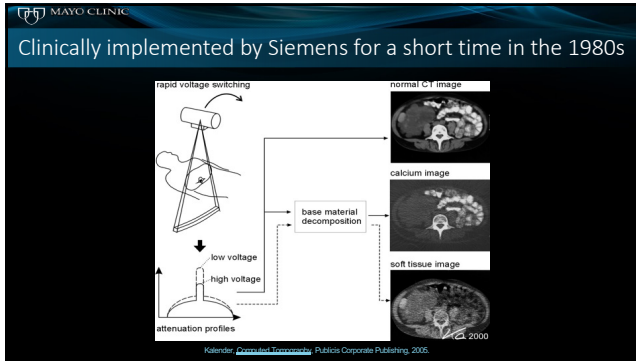 MAYO CLINIC
Clinically implemented by Siemens for a short time in the 1980s
rapid voltage switching
normal CT image
calcium image
base material
decomposition
low voltage
high voltage
soft tissue image
attenuation profiles
2000
Kalender, Computed Tomography, Publicis Corporate Publishing, 2005.